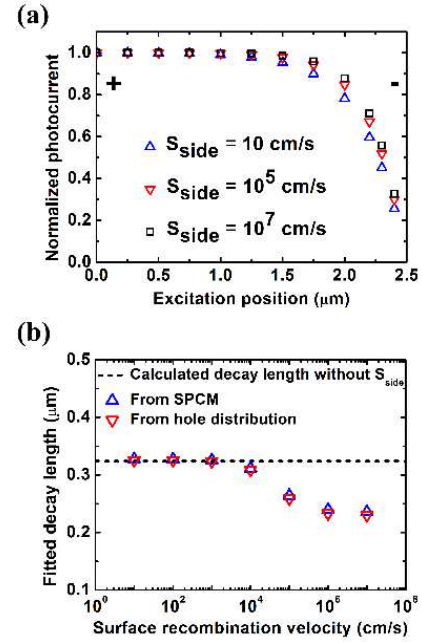 (a)
Normalized photocurrent
1.0
0.8
0.6
0.4
0.2
0.0
+
-
S_side = 10 cm/s
S_side = 10^5 cm/s
S_side = 10^7 cm/s
0.0 0.5 1.0 1.5 2.0 2.5
Excitation position (μm)
(b)
Fitted decay length (μm)
0.5
0.4
0.3
0.2
0.1
Calculated decay length without S_side
From SPCM
From hole distribution
10^0 10^2 10^4 10^6 10^8
Surface recombination velocity (cm/s)